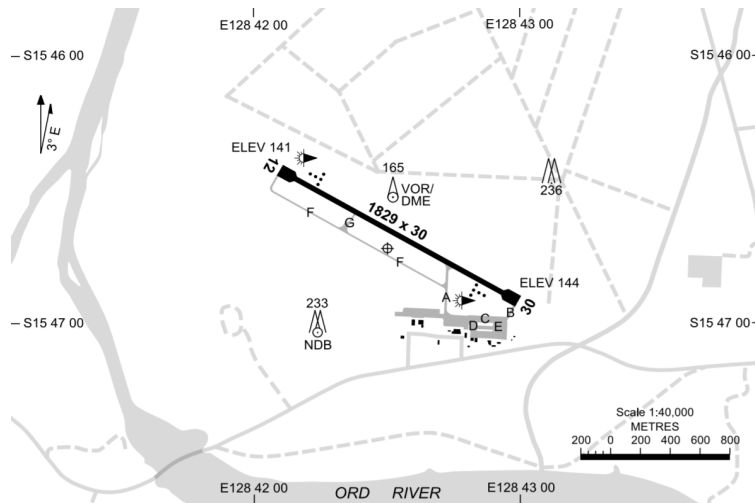 E128 42 00
E128 43 00
S15 46 00
S15 46 00
3° E
ELEV 141
12
165
VOR/
DME
236
1829 x 30
F
G
F
ELEV 144
30
A
B
C
D
E
233
NDB
S15 47 00
S15 47 00
Scale 1:40,000
METRES
200 0 200 400 600 800
E128 42 00
ORD RIVER
E128 43 00